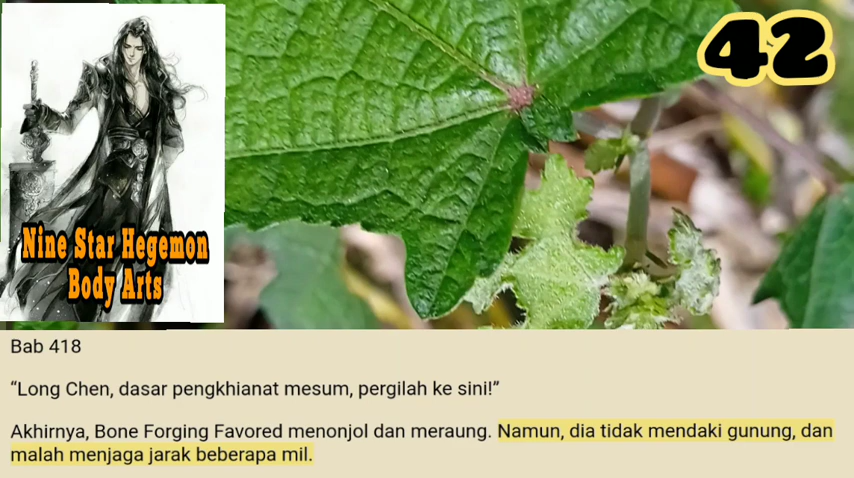 42
Nine Star Hegemon
Body Arts
Bab 418
“Long Chen, dasar pengkhianat mesum, pergilah ke sini!”
Akhirnya, Bone Forging Favored menonjol dan meraung. Namun, dia tidak mendaki gunung, dan
malah menjaga jarak beberapa mil.